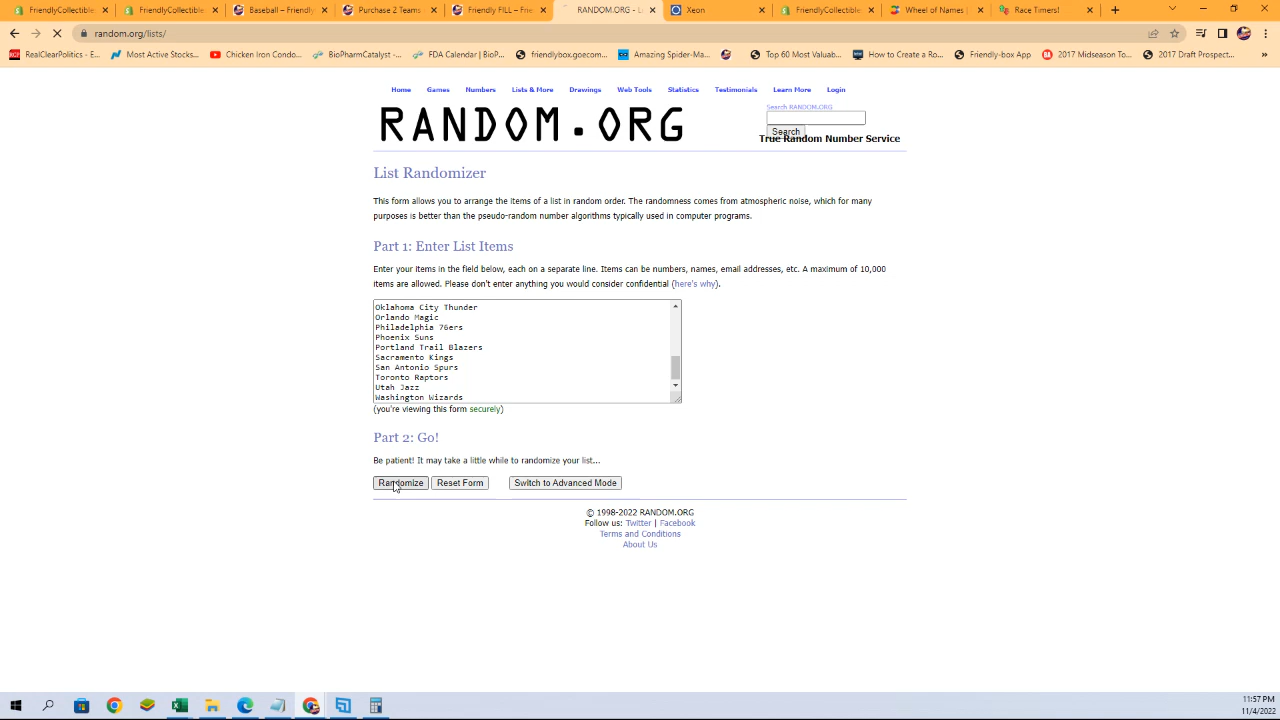 FriendlyCollectible:
FriendlyCollectible:
Baseball – Friendly
Purchase 2 Teams –
Friendly FILL – Frien
RANDOM.ORG - L
Xeon
FriendlyCollectible:
Wheel of Names |
Race Timers!
random.org/lists/
RealClearPolitics - E...
Most Active Stocks...
Chicken Iron Condo...
BioPharmCatalyst -...
FDA Calendar | BioP...
friendlybox.goecom...
Amazing Spider-Ma...
Top 60 Most Valuab...
How to Create a Ro...
Friendly-box App
2017 Midseason To...
2017 Draft Prospect...
»
Home Games Numbers Lists & More Drawings Web Tools Statistics Testimonials Learn More Login
RANDOM.ORG
Search RANDOM.ORG
Search
True Random Number Service
List Randomizer
This form allows you to arrange the items of a list in random order. The randomness comes from atmospheric noise, which for many
purposes is better than the pseudo-random number algorithms typically used in computer programs.
Part 1: Enter List Items
Enter your items in the field below, each on a separate line. Items can be numbers, names, email addresses, etc. A maximum of 10,000
items are allowed. Please don't enter anything you would consider confidential (here's why).
Oklahoma City Thunder
Orlando Magic
Philadelphia 76ers
Phoenix Suns
Portland Trail Blazers
Sacramento Kings
San Antonio Spurs
Toronto Raptors
Utah Jazz
Washington Wizards
(you're viewing this form securely)
Part 2: Go!
Be patient! It may take a little while to randomize your list...
Randomize Reset Form Switch to Advanced Mode
© 1998-2022 RANDOM.ORG
Follow us: Twitter | Facebook
Terms and Conditions
About Us
11:57 PM
11/4/2022